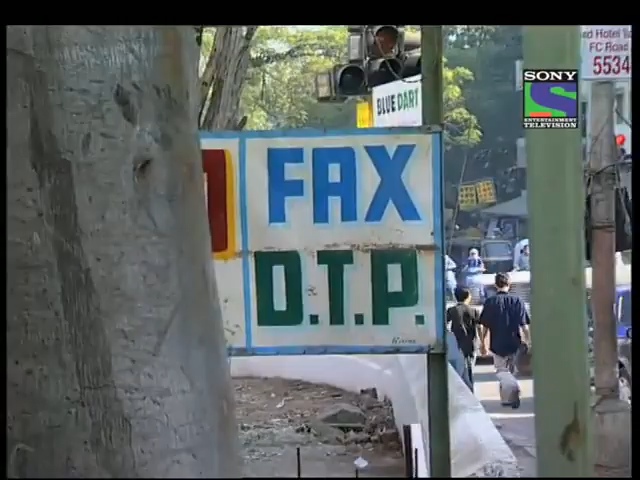 FAX
D.T.P.
BLUE DART
SONY
ENTERTAINMENT
TELEVISION
Hotel
FC Road
5534